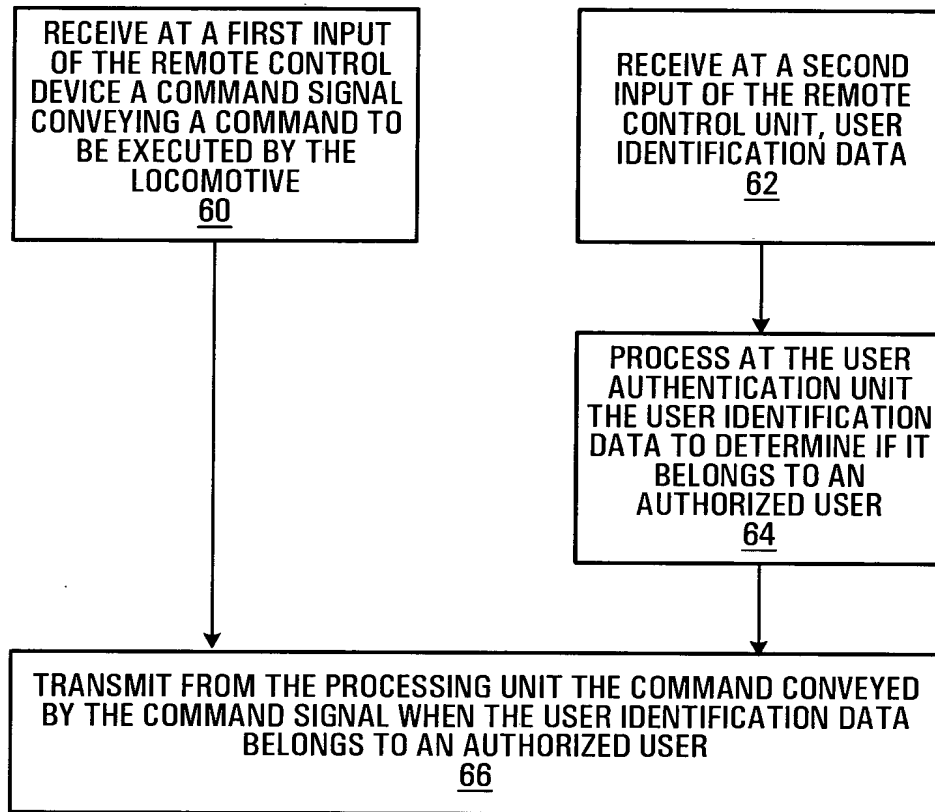 RECEIVE AT A FIRST INPUT
OF THE REMOTE CONTROL
DEVICE A COMMAND SIGNAL
CONVEYING A COMMAND TO
BE EXECUTED BY THE
LOCOMOTIVE
60
RECEIVE AT A SECOND
INPUT OF THE REMOTE
CONTROL UNIT, USER
IDENTIFICATION DATA
62
PROCESS AT THE USER
AUTHENTICATION UNIT
THE USER IDENTIFICATION
DATA TO DETERMINE IF IT
BELONGS TO AN
AUTHORIZED USER
64
TRANSMIT FROM THE PROCESSING UNIT THE COMMAND CONVEYED
BY THE COMMAND SIGNAL WHEN THE USER IDENTIFICATION DATA
BELONGS TO AN AUTHORIZED USER
66